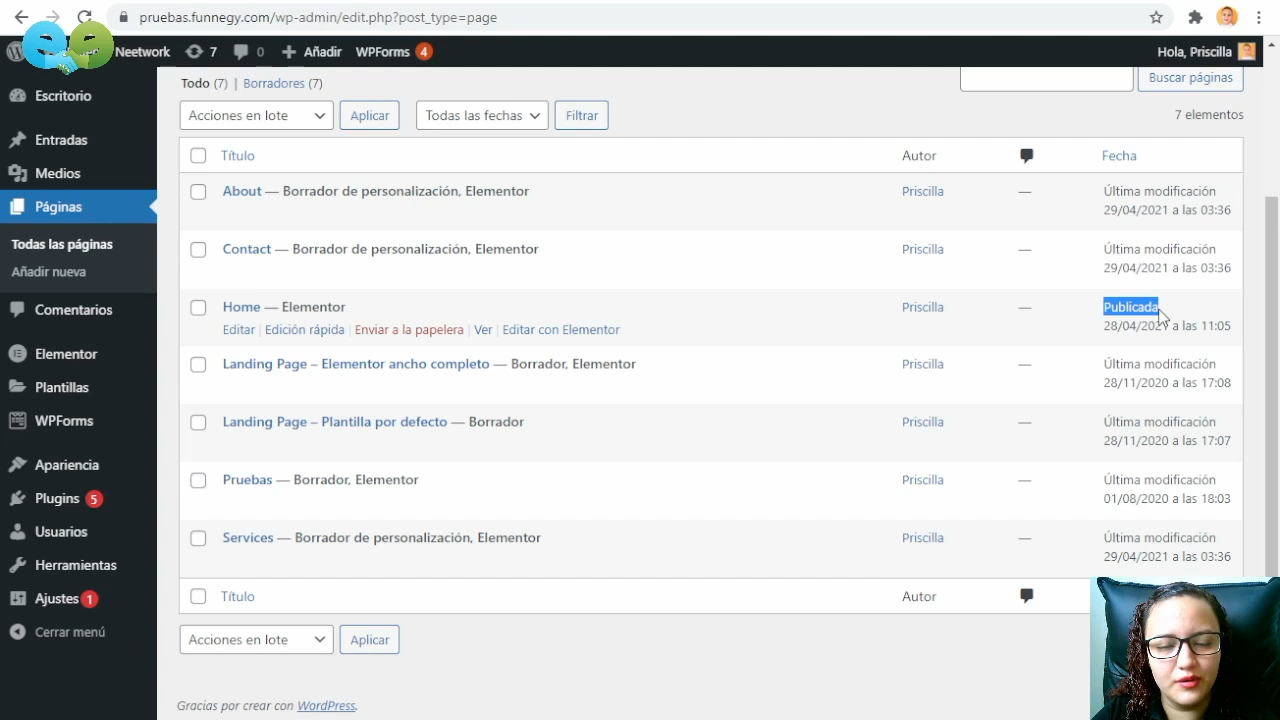 pruebas.funnegy.com/wp-admin/edit.php?post_type=page
Neetwork 7 0 Añadir WPForms 4 Hola, Priscilla
Todo (7) | Borradores (7) Buscar páginas
Acciones en lote Aplicar Todas las fechas Filtrar 7 elementos
Título Autor Fecha
About — Borrador de personalización, Elementor Priscilla — Última modificación
29/04/2021 a las 03:36
Contact — Borrador de personalización, Elementor Priscilla — Última modificación
29/04/2021 a las 03:36
Home — Elementor Priscilla — Publicada
Editar | Edición rápida | Enviar a la papelera | Ver | Editar con Elementor 28/04/2021 a las 11:05
Landing Page – Elementor ancho completo — Borrador, Elementor Priscilla — Última modificación
28/11/2020 a las 17:08
Landing Page – Plantilla por defecto — Borrador Priscilla — Última modificación
28/11/2020 a las 17:07
Pruebas — Borrador, Elementor Priscilla — Última modificación
01/08/2020 a las 18:03
Services — Borrador de personalización, Elementor Priscilla — Última modificación
29/04/2021 a las 03:36
Título Autor
Acciones en lote Aplicar
Gracias por crear con WordPress.
Escritorio
Entradas
Medios
Páginas
Todas las páginas
Añadir nueva
Comentarios
Elementor
Plantillas
WPForms
Apariencia
Plugins 5
Usuarios
Herramientas
Ajustes 1
Cerrar menú